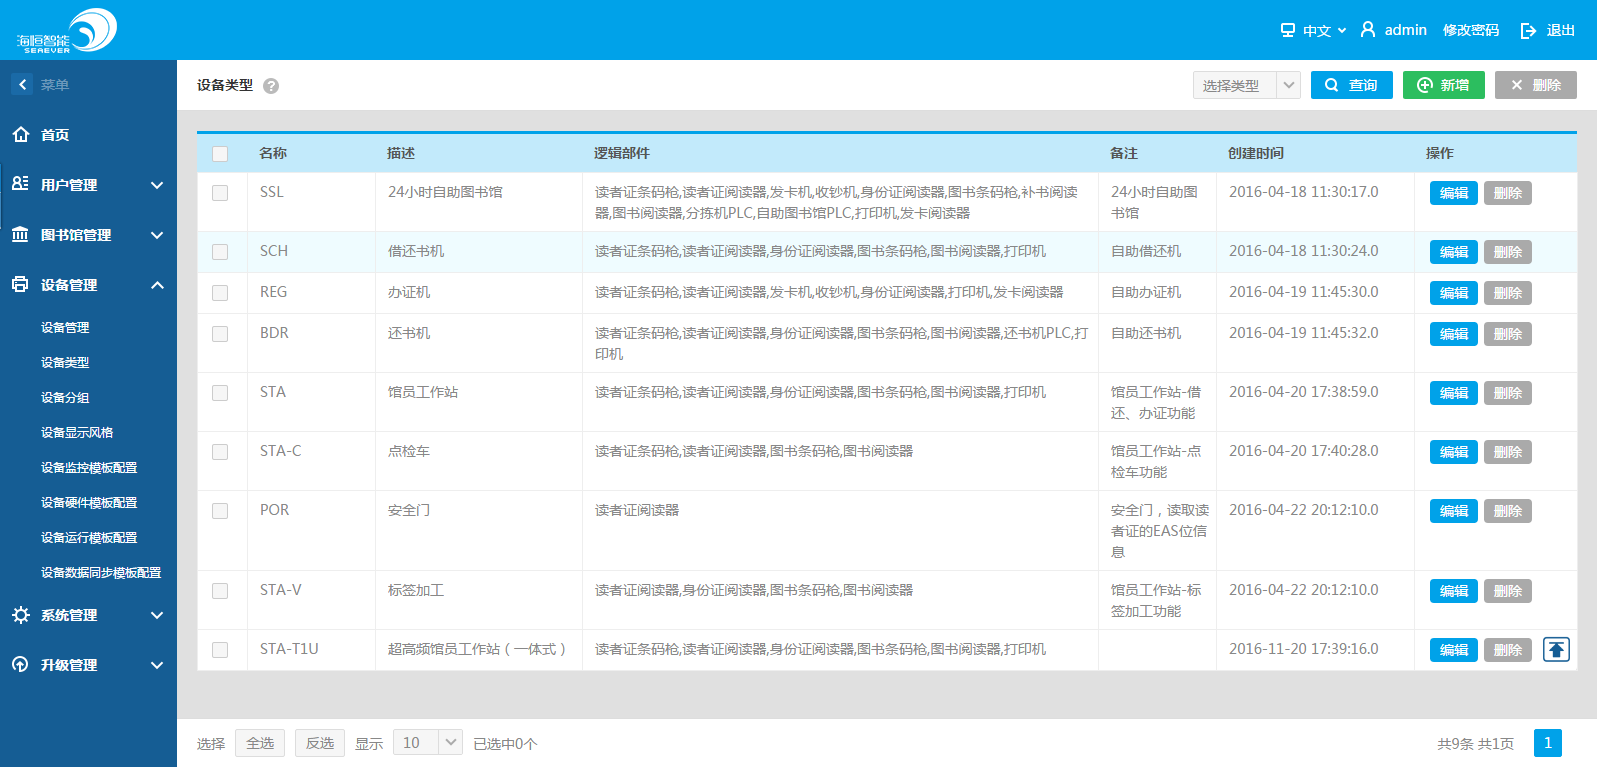 海恒智能
SEAEVER
中文 admin 修改密码 退出
菜单
首页
用户管理
图书馆管理
设备管理
设备管理
设备类型
设备分组
设备显示风格
设备监控模板配置
设备硬件模板配置
设备运行模板配置
设备数据同步模板配置
系统管理
升级管理
设备类型 ? 选择类型 查询 新增 删除
名称 描述 逻辑部件 备注 创建时间 操作
SSL 24小时自助图书馆 读者证条码枪,读者证阅读器,发卡机,收钞机,身份证阅读器,图书条码枪,补书阅读 24小时自助图 2016-04-18 11:30:17.0 编辑 删除
器,图书阅读器,分拣机PLC,自助图书馆PLC,打印机,发卡阅读器 书馆
SCH 借还书机 读者证条码枪,读者证阅读器,身份证阅读器,图书条码枪,图书阅读器,打印机 自助借还机 2016-04-18 11:30:24.0 编辑 删除
REG 办证机 读者证条码枪,读者证阅读器,发卡机,收钞机,身份证阅读器,打印机,发卡阅读器 自助办证机 2016-04-19 11:45:30.0 编辑 删除
BDR 还书机 读者证条码枪,读者证阅读器,身份证阅读器,图书条码枪,图书阅读器,还书机PLC,打 自助还书机 2016-04-19 11:45:32.0 编辑 删除
印机
STA 馆员工作站 读者证条码枪,读者证阅读器,身份证阅读器,图书条码枪,图书阅读器,打印机 馆员工作站-借 2016-04-20 17:38:59.0 编辑 删除
还、办证功能
STA-C 点检车 读者证条码枪,读者证阅读器,图书条码枪,图书阅读器 馆员工作站-点 2016-04-20 17:40:28.0 编辑 删除
检车功能
POR 安全门 读者证阅读器 安全门，读取读 2016-04-22 20:12:10.0 编辑 删除
者证的EAS位信
息
STA-V 标签加工 读者证阅读器,身份证阅读器,图书条码枪,图书阅读器 馆员工作站-标 2016-04-22 20:12:10.0 编辑 删除
签加工功能
STA-T1U 超高频馆员工作站（一体式） 读者证条码枪,读者证阅读器,身份证阅读器,图书条码枪,图书阅读器,打印机 2016-11-20 17:39:16.0 编辑 删除
选择 全选 反选 显示 10 已选中0个 共9条 共1页 1